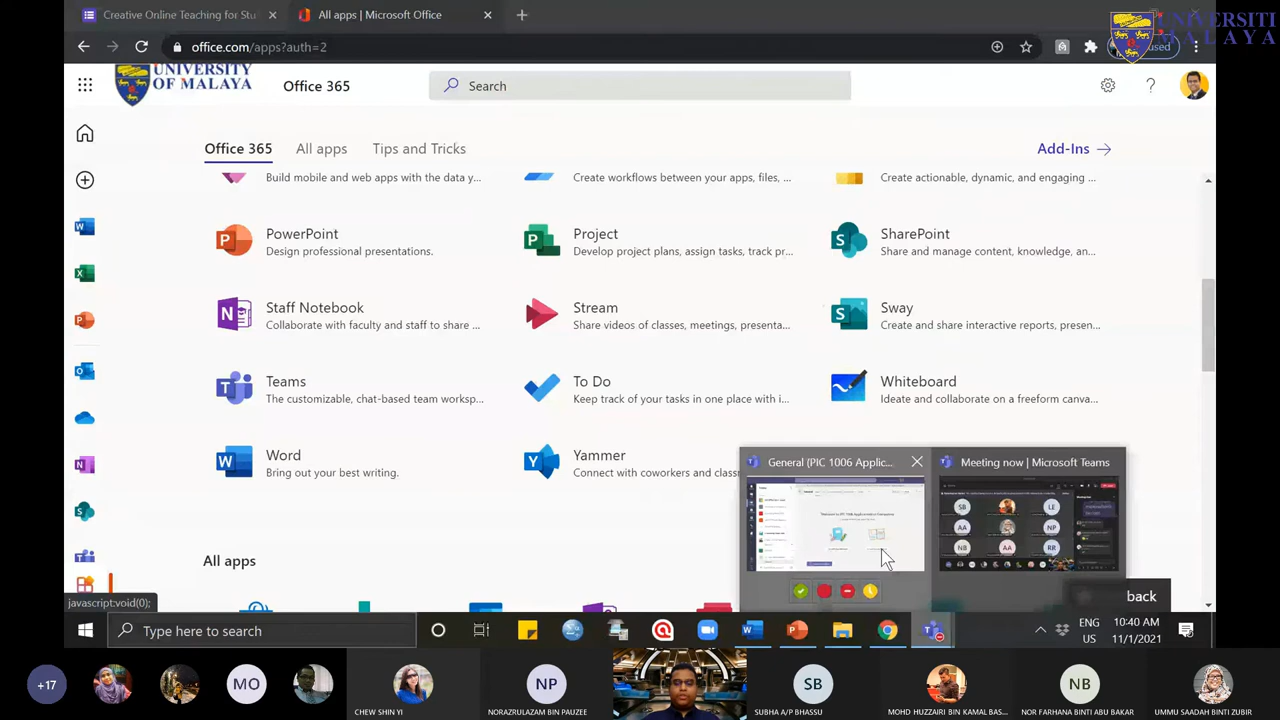 Creative Online Teaching for Stu
All apps | Microsoft Office
UNIVERSITI
MALAYA
office.com/apps?auth=2
UNIVERSITY
OF MALAYA
Office 365
Search
Office 365
All apps
Tips and Tricks
Add-Ins
Build mobile and web apps with the data y...
Create workflows between your apps, files, ...
Create actionable, dynamic, and engaging ...
PowerPoint
Design professional presentations.
Project
Develop project plans, assign tasks, track pr...
SharePoint
Share and manage content, knowledge, an...
Staff Notebook
Collaborate with faculty and staff to share ...
Stream
Share videos of classes, meetings, presenta...
Sway
Create and share interactive reports, presen...
Teams
The customizable, chat-based team worksp...
To Do
Keep track of your tasks in one place with i...
Whiteboard
Ideate and collaborate on a freeform canva...
Word
Bring out your best writing.
Yammer
Connect with coworkers and classm
General (PIC 1006 Applic...
Meeting now | Microsoft Teams
SB
LE
AA
NP
NB
AA
RR
All apps
back
javascript:void(0);
Type here to search
ENG
US
10:40 AM
11/1/2021
+17
MO
CHEW SHIN YI
NP
NORAZRULAZAM BIN PAUZEE
SB
SUBHA A/P BHASSU
MOHD HUZZAIRI BIN KAMAL BAS...
NB
NOR FARHANA BINTI ABU BAKAR
UMMU SAADAH BINTI ZUBIR